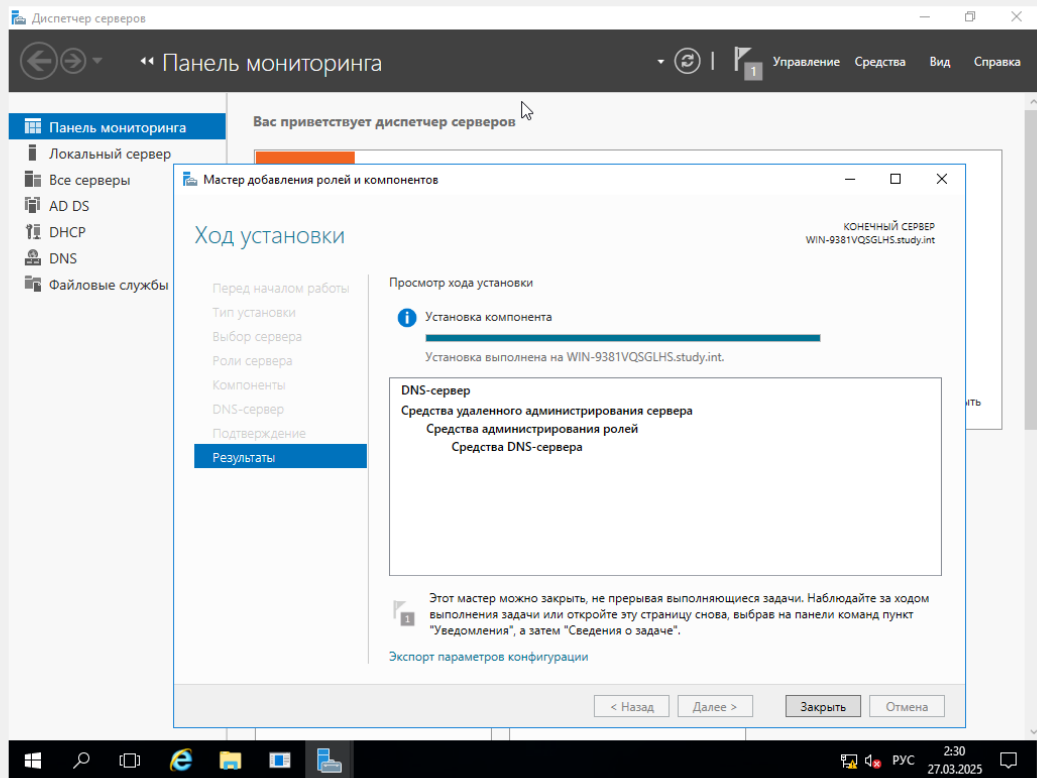 Диспетчер серверов
Панель мониторинга
1
Управление Средства Вид Справка
Панель мониторинга
Локальный сервер
Все серверы
AD DS
DHCP
DNS
Файловые службы
Вас приветствует диспетчер серверов
Мастер добавления ролей и компонентов
Ход установки
КОНЕЧНЫЙ СЕРВЕР
WIN-9381VQSGLHS.study.int
Перед началом работы
Тип установки
Выбор сервера
Роли сервера
Компоненты
DNS-сервер
Подтверждение
Результаты
Просмотр хода установки
Установка компонента
Установка выполнена на WIN-9381VQSGLHS.study.int.
DNS-сервер
Средства удаленного администрирования сервера
Средства администрирования ролей
Средства DNS-сервера
1
Этот мастер можно закрыть, не прерывая выполняющиеся задачи. Наблюдайте за ходом
выполнения задачи или откройте эту страницу снова, выбрав на панели команд пункт
"Уведомления", а затем "Сведения о задаче".
Экспорт параметров конфигурации
< Назад Далее > Закрыть Отмена
РУС
2:30
27.03.2025